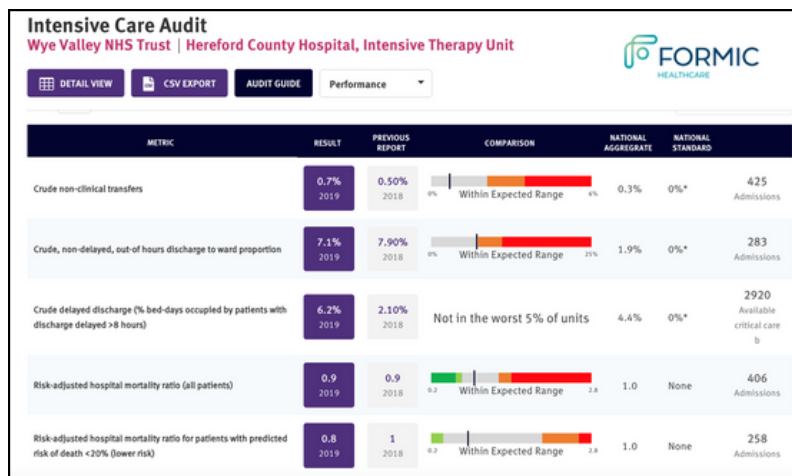 Intensive Care Audit
Wye Valley NHS Trust | Hereford County Hospital, Intensive Therapy Unit
FORMIC
HEALTHCARE
DETAIL VIEW
CSV EXPORT
AUDIT GUIDE
Performance
METRIC RESULT PREVIOUS REPORT COMPARISON NATIONAL AGGREGATE NATIONAL STANDARD
Crude non-clinical transfers
0.7%
2019
0.50%
2018
0% Within Expected Range 6%
0.3%
0%*
425
Admissions
Crude, non-delayed, out-of hours discharge to ward proportion
7.1%
2019
7.90%
2018
0% Within Expected Range 25%
1.9%
0%*
283
Admissions
Crude delayed discharge (% bed-days occupied by patients with
discharge delayed >8 hours)
6.2%
2019
2.10%
2018
Not in the worst 5% of units
4.4%
0%*
2920
Available
critical care
b
Risk-adjusted hospital mortality ratio (all patients)
0.9
2019
0.9
2018
0.2 Within Expected Range 2.8
1.0
None
406
Admissions
Risk-adjusted hospital mortality ratio for patients with predicted
risk of death <20% (lower risk)
0.8
2019
1
2018
0.2 Within Expected Range 2.8
1.0
None
258
Admissions